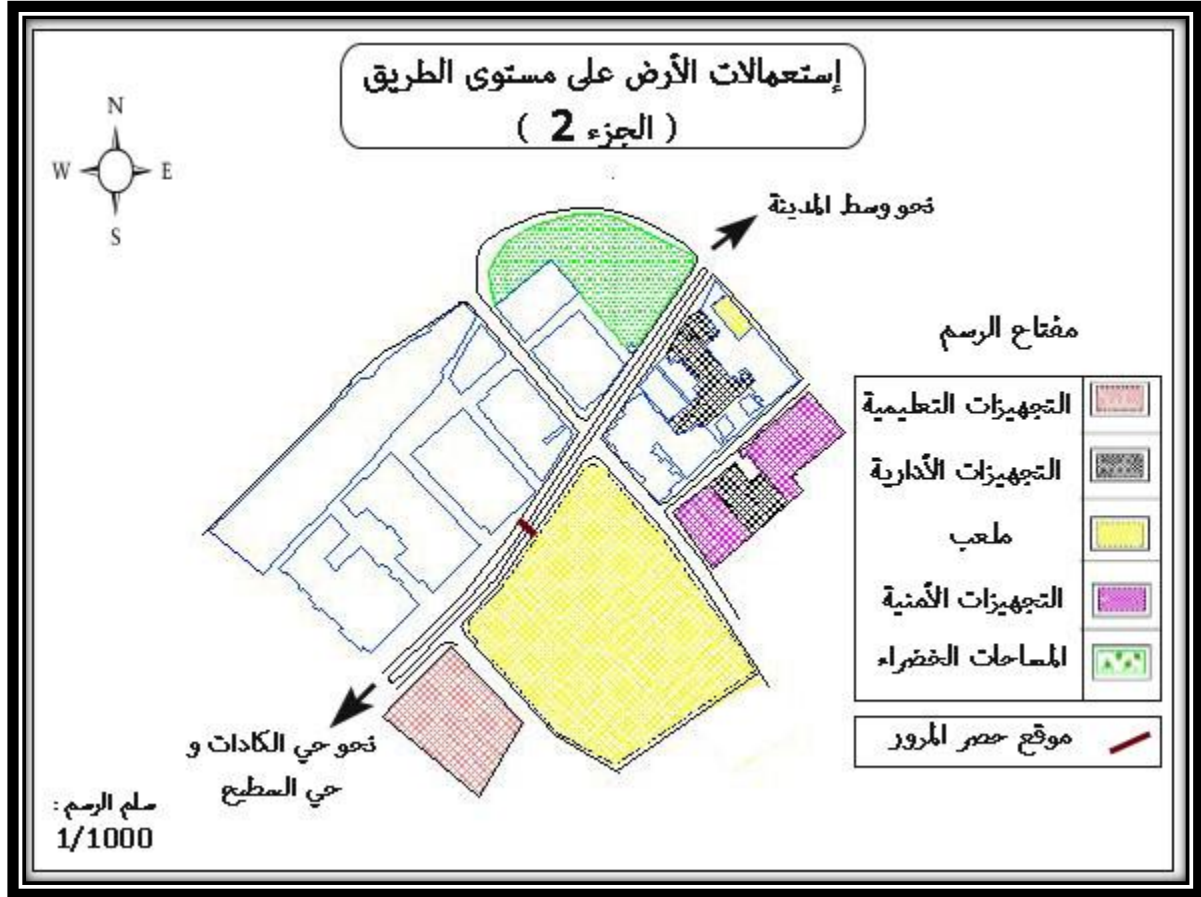 إستعمالات الأرض على مستوى الطريق
( الجزء 2 )
N
W E
S
نحو وسط المدينة
مفتاح الرسم
التجهيزات التعليمية
التجهيزات الأدارية
ملعب
التجهيزات الأمنية
المساحات الخضراء
موقع حصر المرور
نحو حي الكادات و
حي السطيح
سلم الرسم :
1/1000